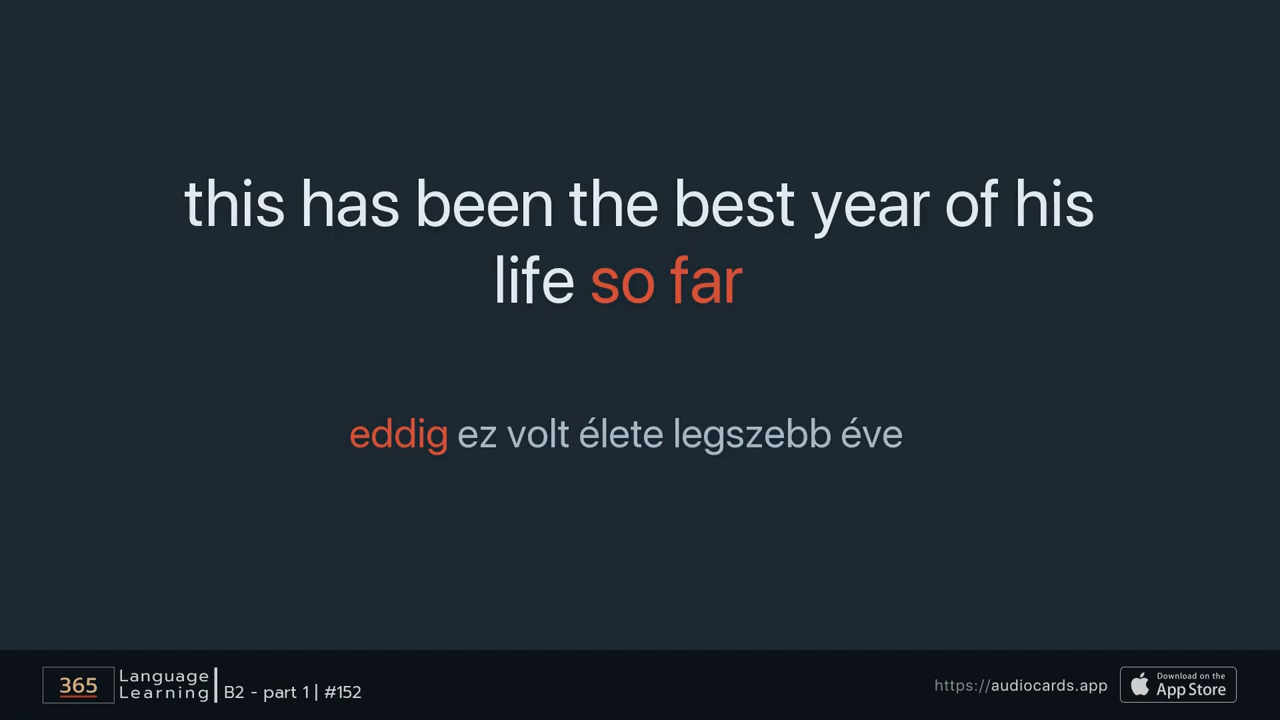 this has been the best year of his
life so far
eddig ez volt élete legszebb éve
365 Language
Learning | B2 - part 1 | #152
https://audiocards.app
Download on the
App Store